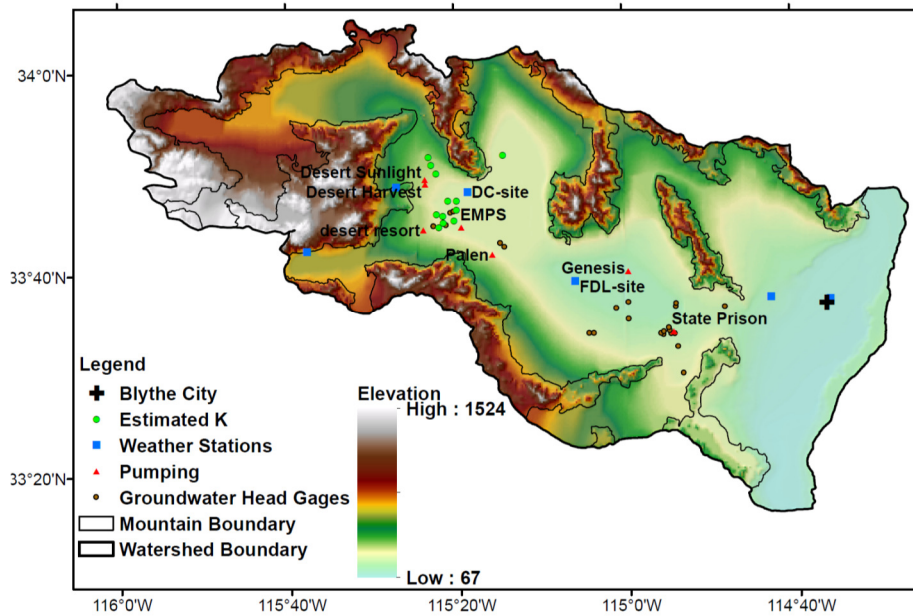 34°0'N
33°40'N
33°20'N
Desert Sunlight
Desert Harvest
DC-site
EMPS
desert resort
Palen
Genesis
FDL-site
State Prison
Legend
Blythe City
Estimated K
Weather Stations
Pumping
Groundwater Head Gages
Mountain Boundary
Watershed Boundary
Elevation
High : 1524
Low : 67
116°0'W
115°40'W
115°20'W
115°0'W
114°40'W